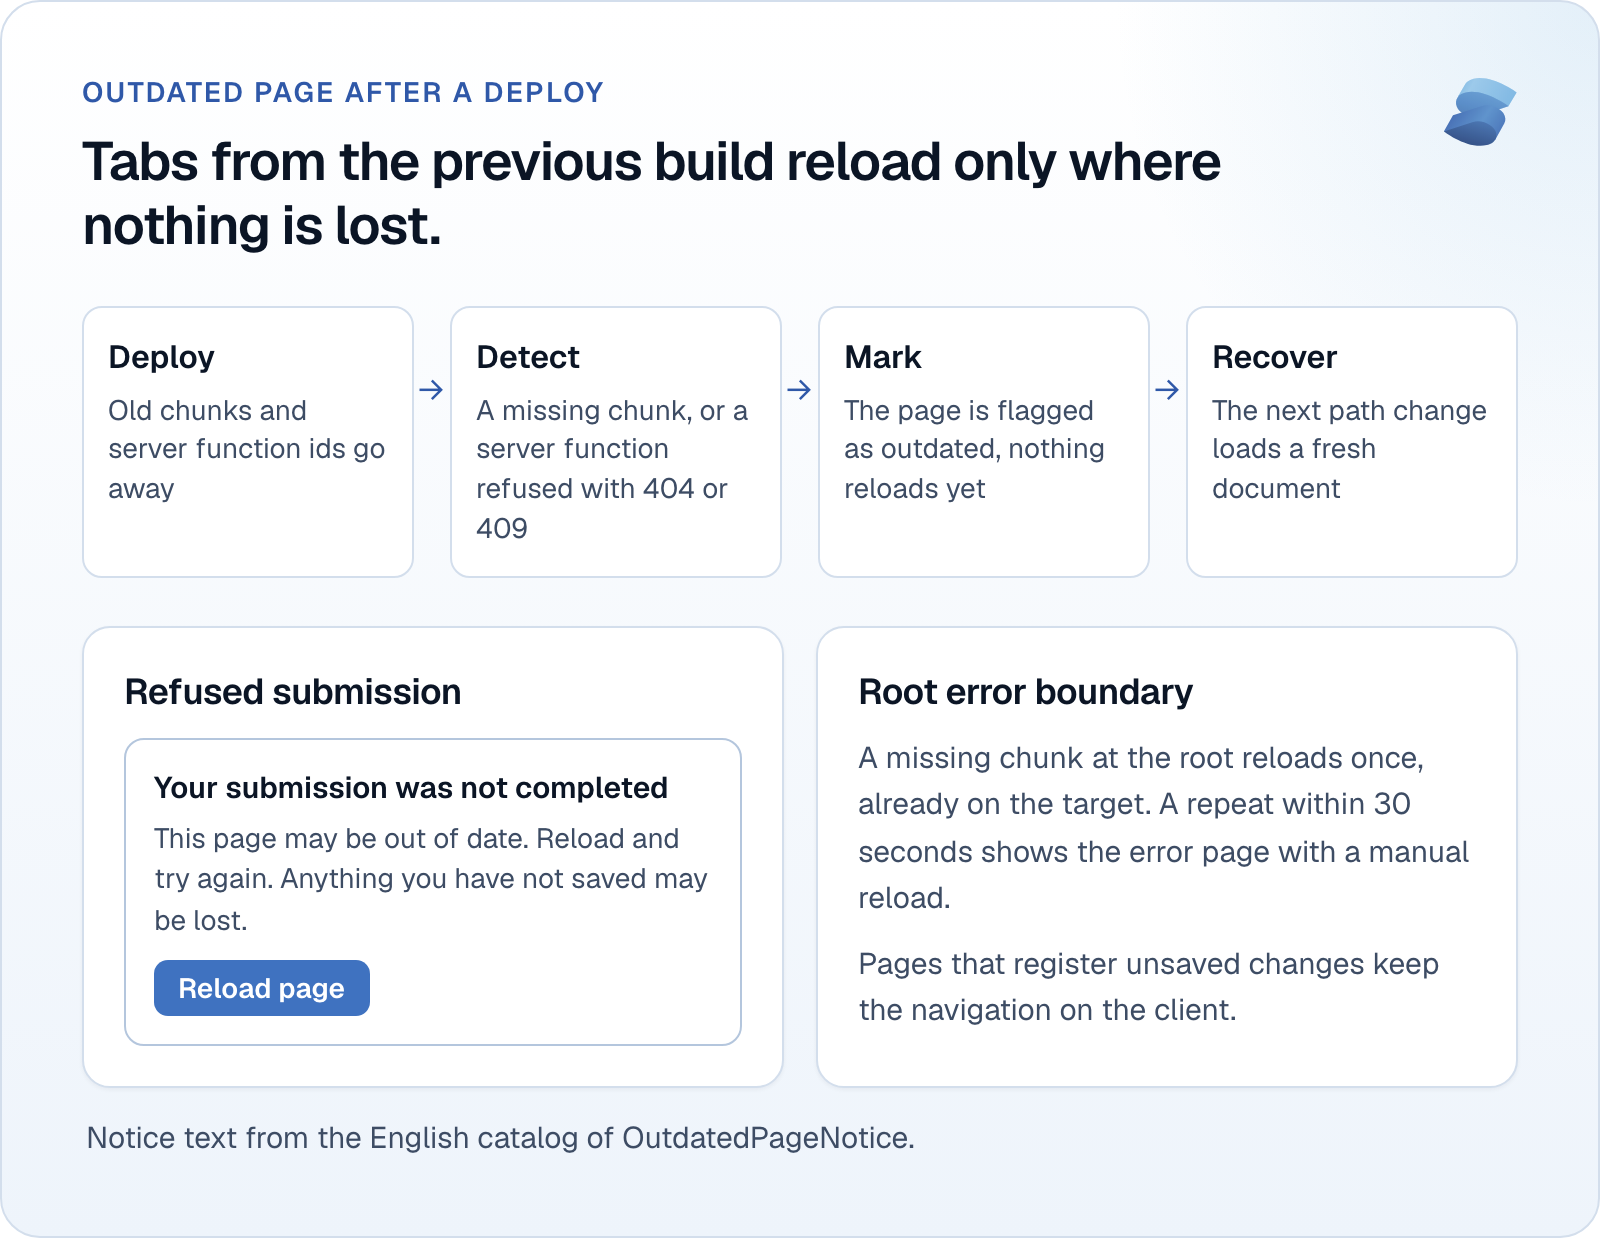 OUTDATED PAGE AFTER A DEPLOY
Tabs from the previous build reload only where
nothing is lost.
Deploy
Old chunks and
server function ids go
away
→
Detect
A missing chunk, or a
server function
refused with 404 or
409
→
Mark
The page is flagged
as outdated, nothing
reloads yet
→
Recover
The next path change
loads a fresh
document
Refused submission
Your submission was not completed
This page may be out of date. Reload and
try again. Anything you have not saved may
be lost.
Reload page
Root error boundary
A missing chunk at the root reloads once,
already on the target. A repeat within 30
seconds shows the error page with a manual
reload.
Pages that register unsaved changes keep
the navigation on the client.
Notice text from the English catalog of OutdatedPageNotice.